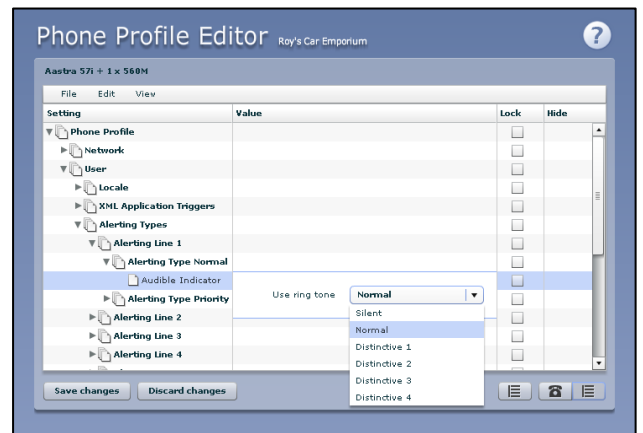 Phone Profile Editor Roy's Car Emporium ?
Aastra 57i + 1 x 560M
File Edit View
Setting Value Lock Hide
Phone Profile
Network
User
Locale
XML Application Triggers
Alerting Types
Alerting Line 1
Alerting Type Normal
Audible Indicator
Use ring tone Normal
Alerting Type Priority
Silent
Alerting Line 2
Normal
Alerting Line 3
Distinctive 1
Alerting Line 4
Distinctive 2
Distinctive 3
Distinctive 4
Save changes Discard changes